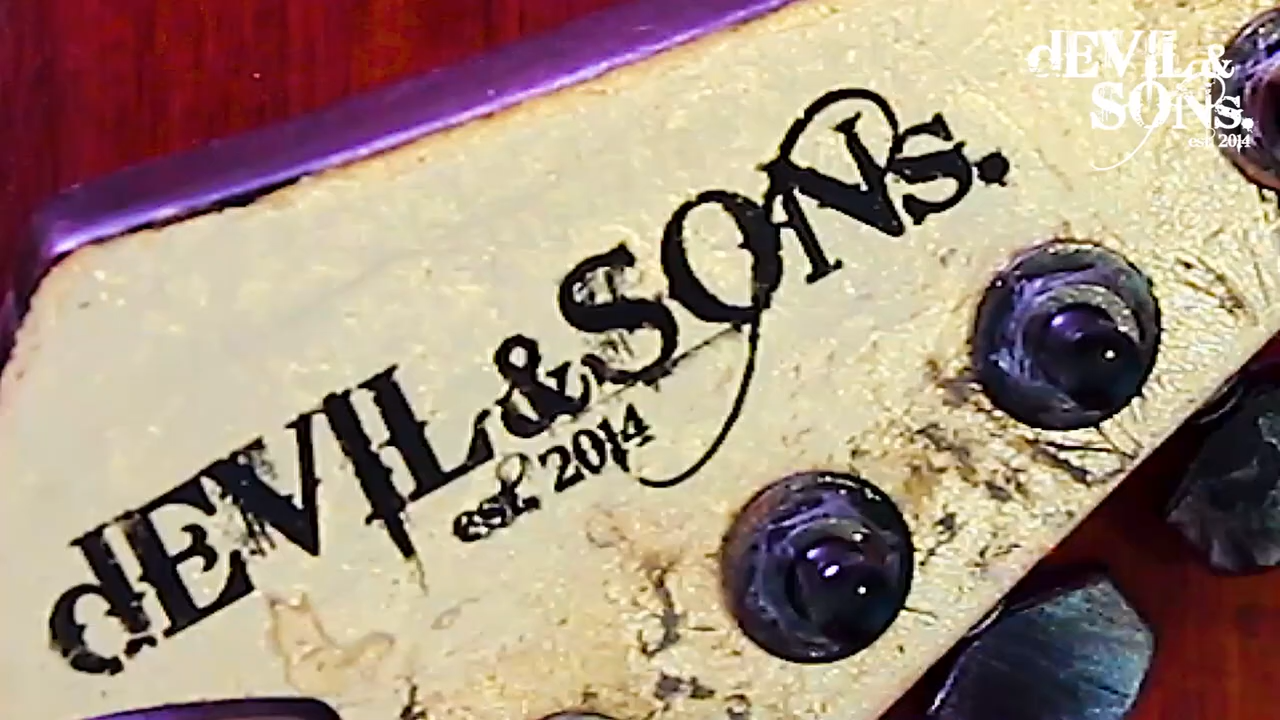 dEVIL & SONS.
est. 2014
dEVIL &
SONS.
est. 2014